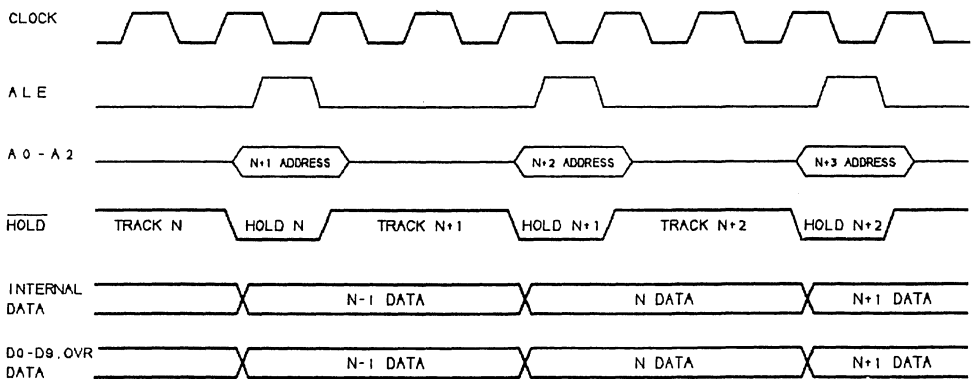 CLOCK
ALE
A0-A2 N+1 ADDRESS N+2 ADDRESS N+3 ADDRESS
HOLD TRACK N HOLD N TRACK N+1 HOLD N+1 TRACK N+2 HOLD N+2
INTERNAL
DATA N-1 DATA N DATA N+1 DATA
D0-D9,OVR
DATA N-1 DATA N DATA N+1 DATA